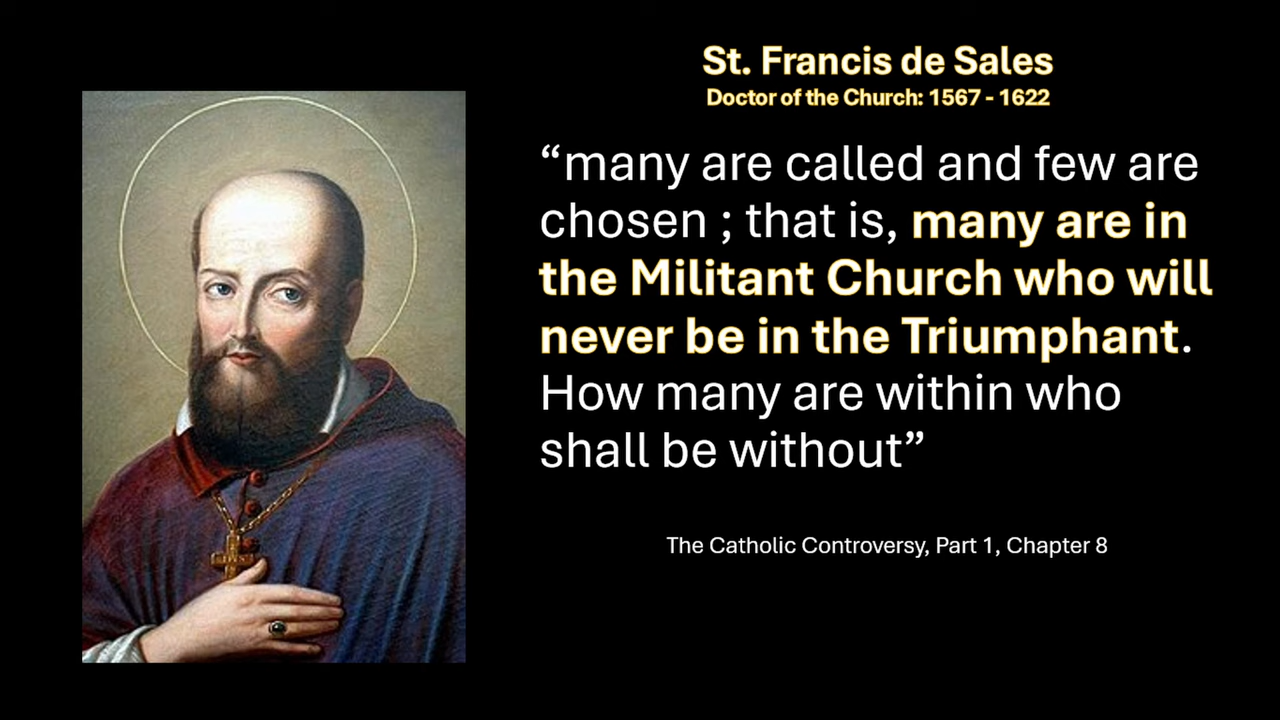 St. Francis de Sales
Doctor of the Church: 1567 - 1622
“many are called and few are
chosen ; that is, many are in
the Militant Church who will
never be in the Triumphant.
How many are within who
shall be without”
The Catholic Controversy, Part 1, Chapter 8